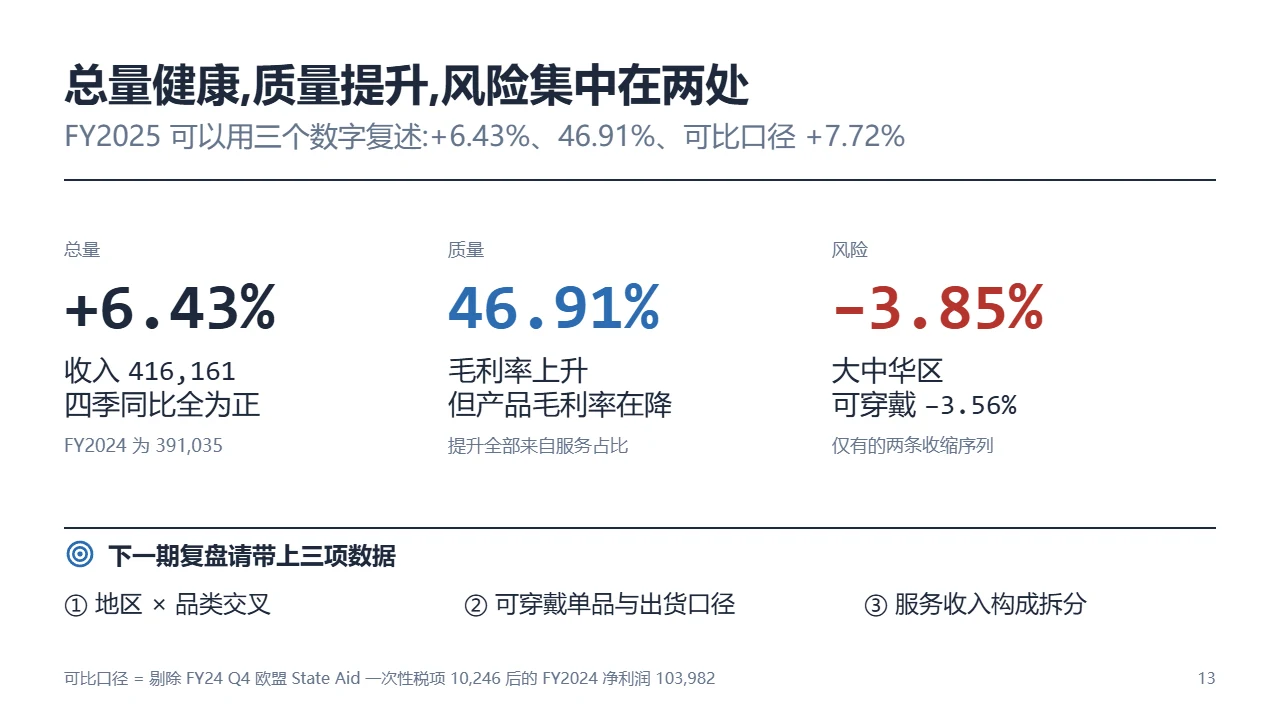 总量健康,质量提升,风险集中在两处
FY2025 可以用三个数字复述:+6.43%、46.91%、可比口径 +7.72%
总量
+6.43%
收入 416,161
四季同比全为正
FY2024 为 391,035
质量
46.91%
毛利率上升
但产品毛利率在降
提升全部来自服务占比
风险
−3.85%
大中华区
可穿戴 −3.56%
仅有的两条收缩序列
下一期复盘请带上三项数据
① 地区 × 品类交叉
② 可穿戴单品与出货口径
③ 服务收入构成拆分
可比口径 = 剔除 FY24 Q4 欧盟 State Aid 一次性税项 10,246 后的 FY2024 净利润 103,982
13